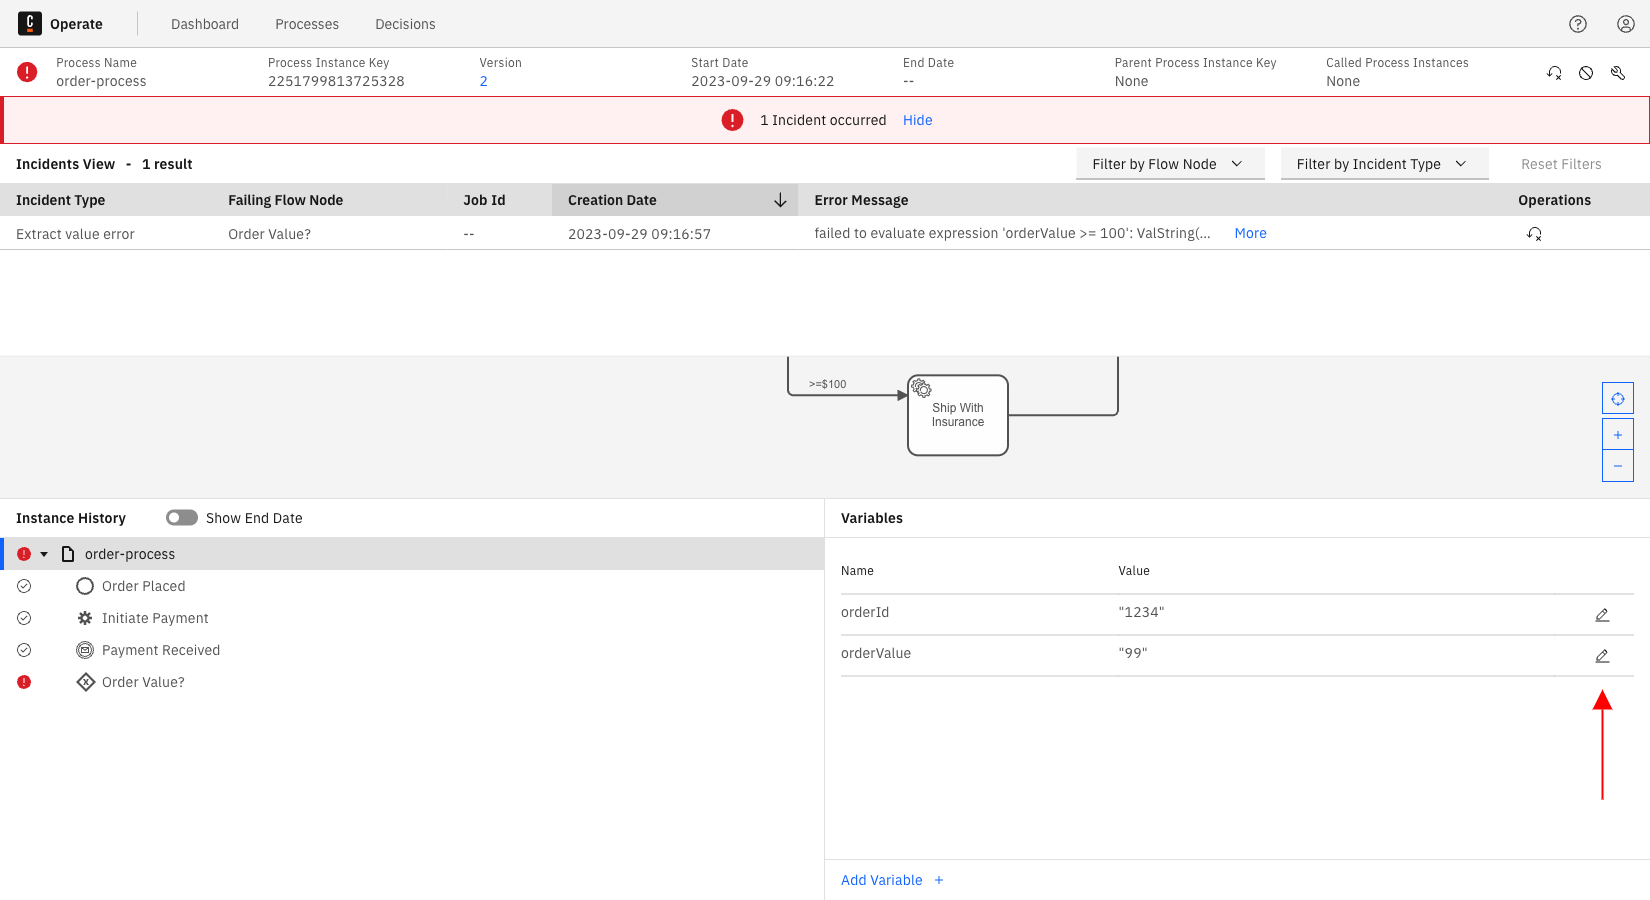 C Operate Dashboard Processes Decisions
Process Name Process Instance Key Version Start Date End Date Parent Process Instance Key Called Process Instances
order-process 2251799813725328 2 2023-09-29 09:16:22 -- None None
1 Incident occurred Hide
Incidents View - 1 result Filter by Flow Node Filter by Incident Type Reset Filters
Incident Type Failing Flow Node Job Id Creation Date Error Message Operations
Extract value error Order Value? -- 2023-09-29 09:16:57 failed to evaluate expression 'orderValue >= 100': ValString(... More
>=$100
Ship With
Insurance
Instance History Show End Date
order-process
Order Placed
Initiate Payment
Payment Received
Order Value?
Variables
Name Value
orderId "1234"
orderValue "99"
Add Variable +